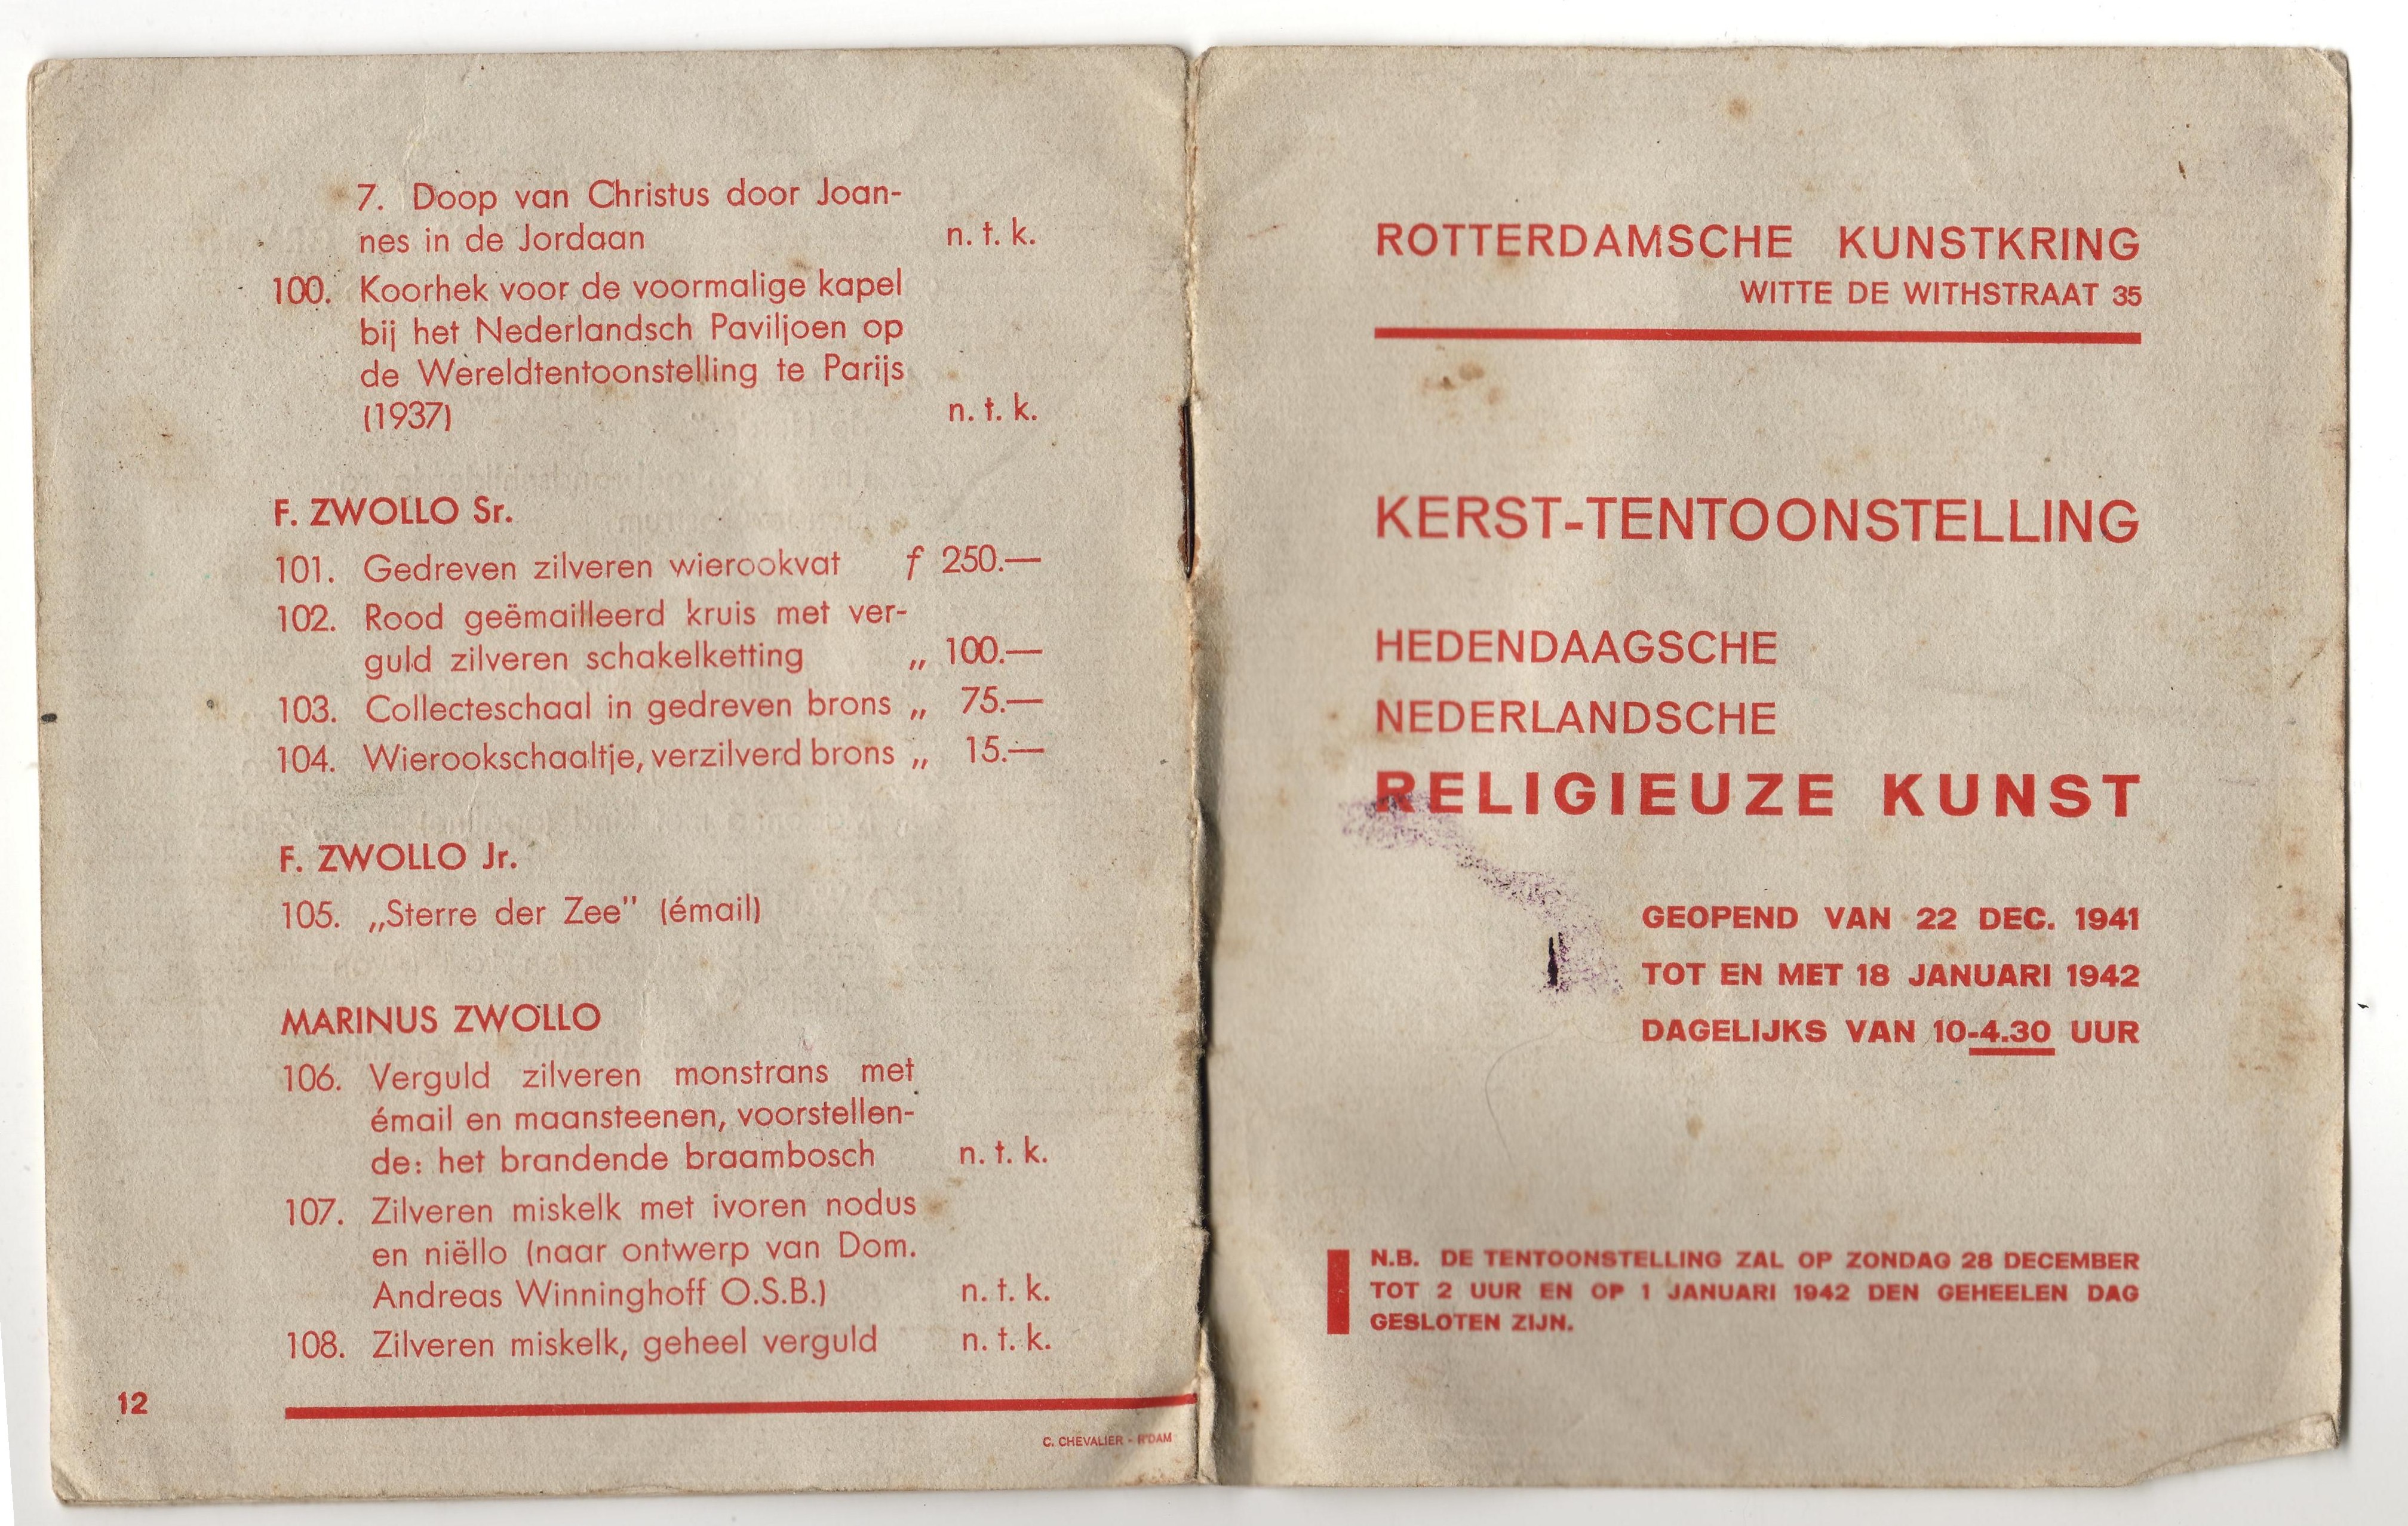 7. Doop van Christus door Joan-
nes in de Jordaan n. t. k.
100. Koorhek voor de voormalige kapel
bij het Nederlandsch Paviljoen op
de Wereldtentoonstelling te Parijs
(1937) n. t. k.
F. ZWOLLO Sr.
101. Gedreven zilveren wierookvat f 250.—
102. Rood geëmailleerd kruis met ver-
guld zilveren schakelketting „ 100.—
103. Collecteschaal in gedreven brons „ 75.—
104. Wierookschaaltje, verzilverd brons „ 15.—
F. ZWOLLO Jr.
105. „Sterre der Zee" (émail)
MARINUS ZWOLLO
106. Verguld zilveren monstrans met
émail en maansteenen, voorstellen-
de: het brandende braambosch n. t. k.
107. Zilveren miskelk met ivoren nodus
en niëllo (naar ontwerp van Dom.
Andreas Winninghoff O.S.B.) n. t. k.
108. Zilveren miskelk, geheel verguld n. t. k.
12
C. CHEVALIER - R'DAM
ROTTERDAMSCHE KUNSTKRING
WITTE DE WITHSTRAAT 35
KERST-TENTOONSTELLING
HEDENDAAGSCHE
NEDERLANDSCHE
RELIGIEUZE KUNST
GEOPEND VAN 22 DEC. 1941
TOT EN MET 18 JANUARI 1942
DAGELIJKS VAN 10-4.30 UUR
N.B. DE TENTOONSTELLING ZAL OP ZONDAG 28 DECEMBER
TOT 2 UUR EN OP 1 JANUARI 1942 DEN GEHEELEN DAG
GESLOTEN ZIJN.